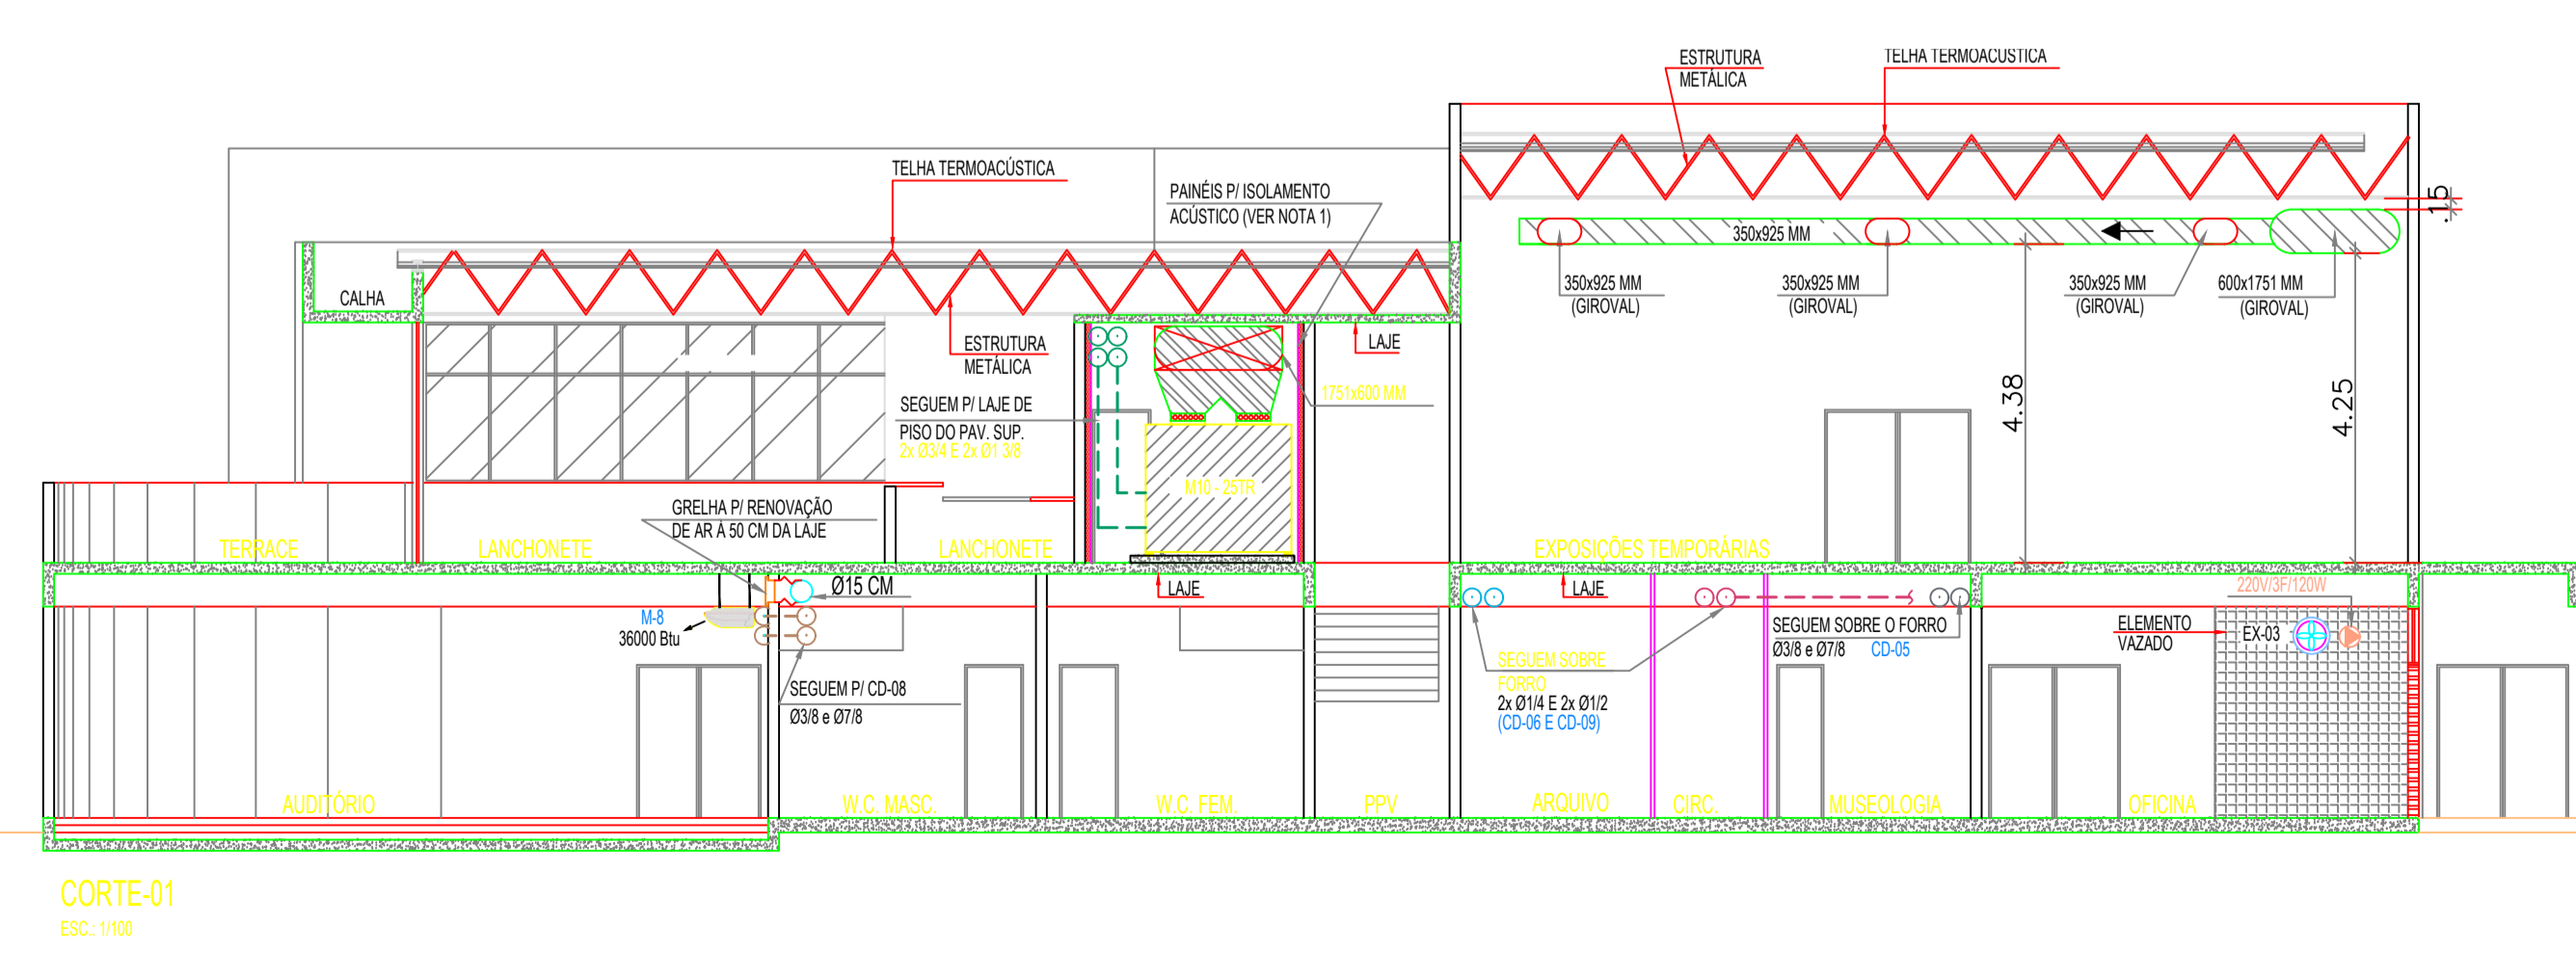 ESTRUTURA
METÁLICA
TELHA TERMOACUSTICA
TELHA TERMOACÚSTICA
PAINÉIS P/ ISOLAMENTO
ACÚSTICO (VER NOTA 1)
.15
350x925 MM
CALHA
350x925 MM
(GIROVAL)
350x925 MM
(GIROVAL)
350x925 MM
(GIROVAL)
600x1751 MM
(GIROVAL)
ESTRUTURA
METÁLICA
LAJE
1751x600 MM
4.38
4.25
SEGUEM P/ LAJE DE
PISO DO PAV. SUP.
2x Ø3/4 E 2x Ø1 3/8
M10 - 25TR
GRELHA P/ RENOVAÇÃO
DE AR À 50 CM DA LAJE
TERRACE
LANCHONETE
LANCHONETE
EXPOSIÇÕES TEMPORÁRIAS
Ø15 CM
LAJE
LAJE
220V/3F/120W
M-8
36000 Btu
SEGUEM SOBRE O FORRO
Ø3/8 e Ø7/8
CD-05
ELEMENTO
VAZADO
EX-03
SEGUEM SOBRE
FORRO
2x Ø1/4 E 2x Ø1/2
(CD-06 E CD-09)
SEGUEM P/ CD-08
Ø3/8 e Ø7/8
AUDITÓRIO
W.C. MASC.
W.C. FEM.
PPV
ARQUIVO
CIRC.
MUSEOLOGIA
OFICINA
CORTE-01
ESC.: 1/100